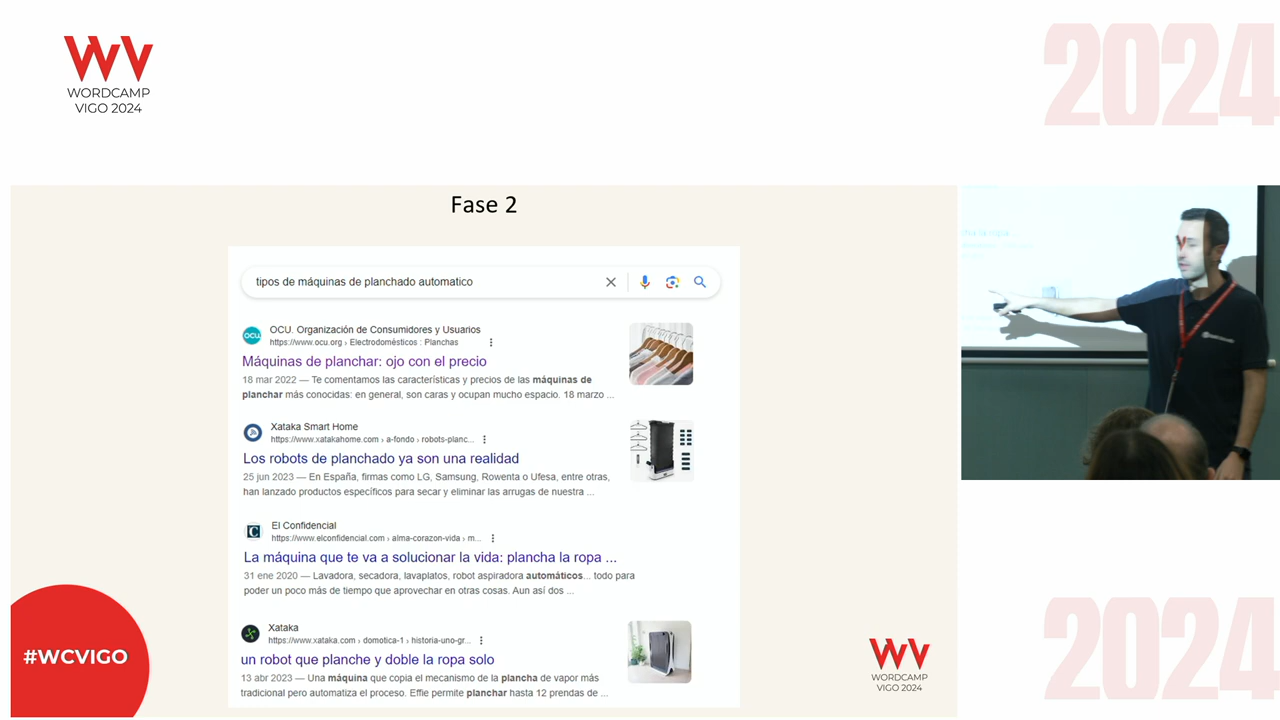 WORDCAMP
VIGO 2024
2024
Fase 2
tipos de máquinas de planchado automatico
OCU. Organización de Consumidores y Usuarios
https://www.ocu.org › Electrodomésticos : Planchas
Máquinas de planchar: ojo con el precio
18 mar 2022 — Te comentamos las características y precios de las máquinas de
planchar más conocidas: en general, son caras y ocupan mucho espacio. 18 marzo ...
Xataka Smart Home
https://www.xatakahome.com › a-fondo › robots-planc...
Los robots de planchado ya son una realidad
25 jun 2023 — En España, firmas como LG, Samsung, Rowenta o Ufesa, entre otras,
han lanzado productos específicos para secar y eliminar las arrugas de nuestra ...
El Confidencial
https://www.elconfidencial.com › alma-corazon-vida › m...
La máquina que te va a solucionar la vida: plancha la ropa ...
31 ene 2020 — Lavadora, secadora, lavaplatos, robot aspiradora automáticos... todo para
poder un poco más de tiempo que aprovechar en otras cosas. Aun así dos ...
Xataka
https://www.xataka.com › domotica-1 › historia-uno-gr...
un robot que planche y doble la ropa solo
13 abr 2023 — Una máquina que copia el mecanismo de la plancha de vapor más
tradicional pero automatiza el proceso. Effie permite planchar hasta 12 prendas de ...
#WCVIGO
WORDCAMP
VIGO 2024
2024